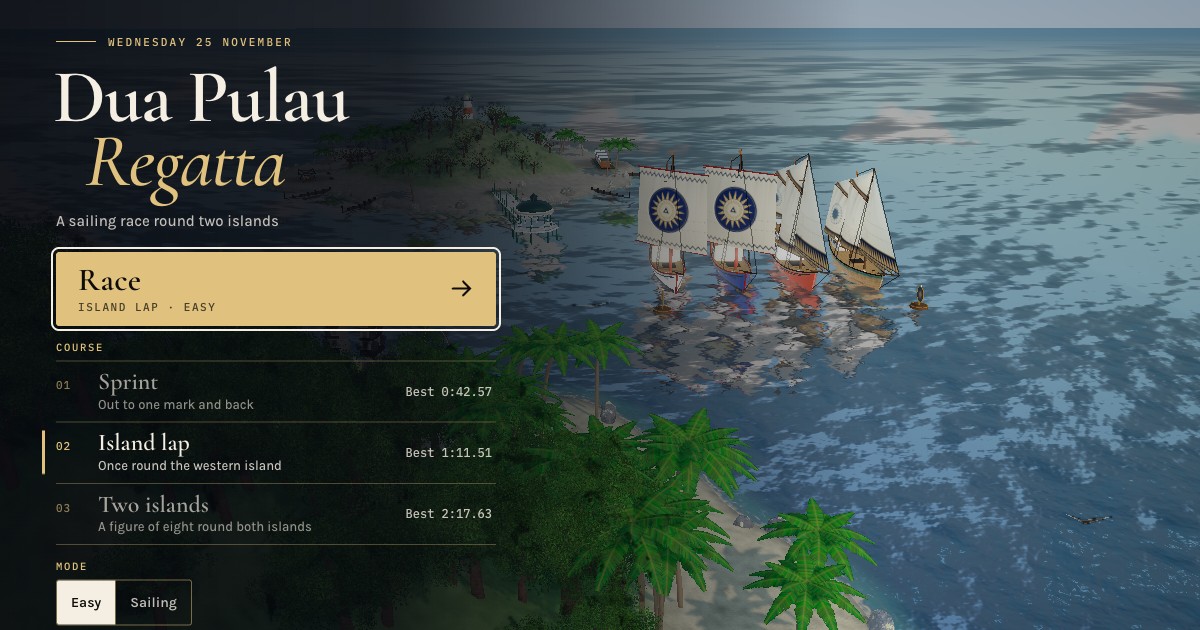 WEDNESDAY 25 NOVEMBER
Dua Pulau
Regatta
A sailing race round two islands
Race
ISLAND LAP · EASY
COURSE
01
Sprint
Out to one mark and back
Best 0:42.57
02
Island lap
Once round the western island
Best 1:11.51
03
Two islands
A figure of eight round both islands
Best 2:17.63
MODE
Easy
Sailing